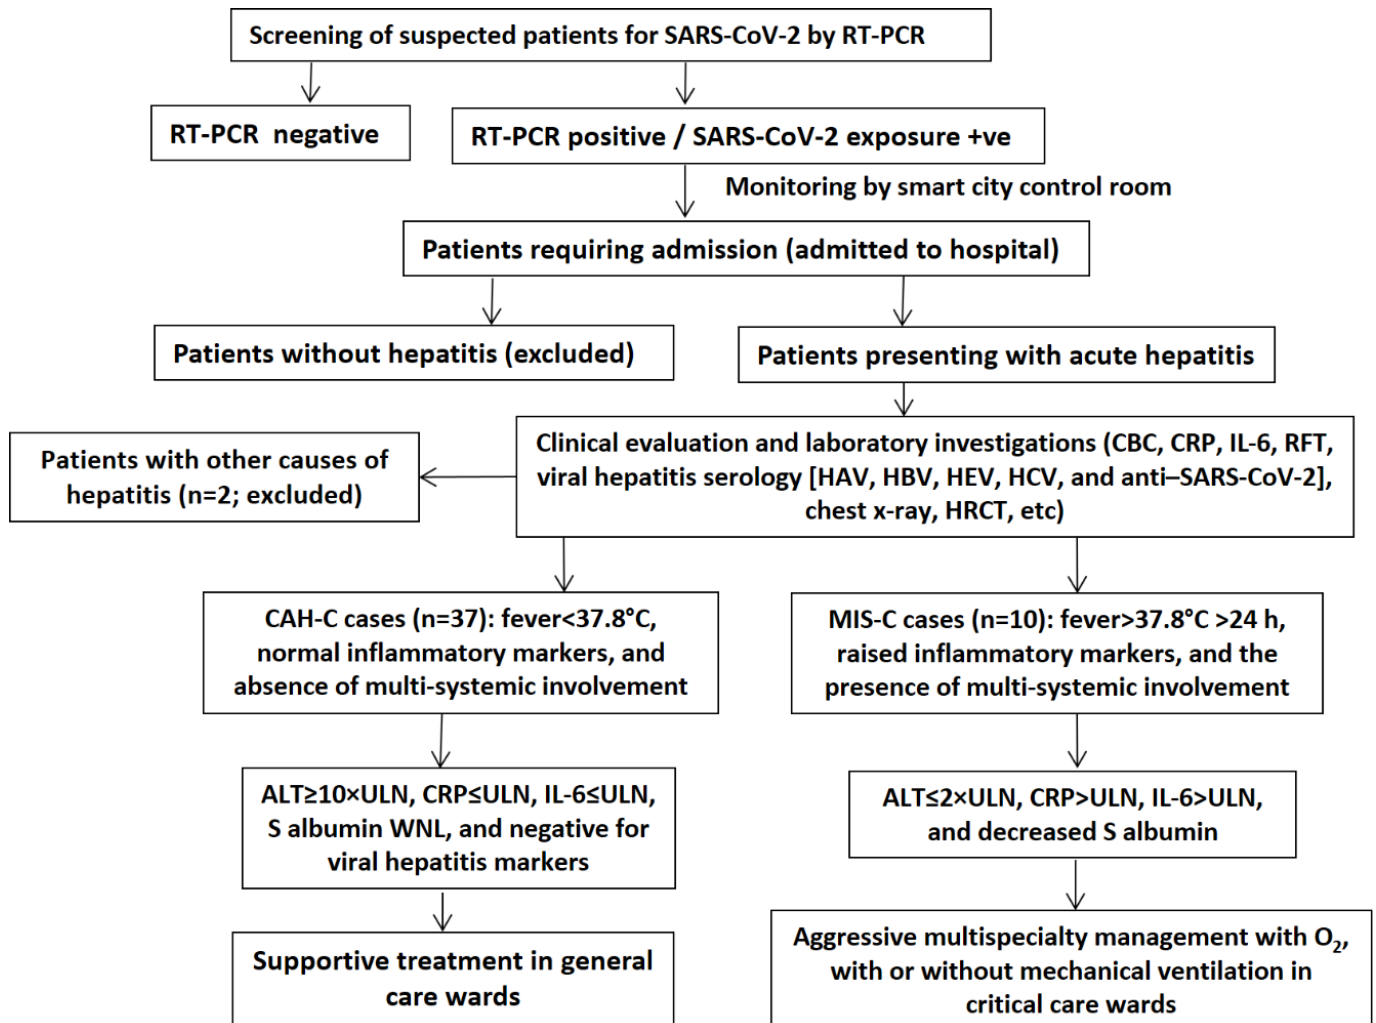 Screening of suspected patients for SARS-CoV-2 by RT-PCR
RT-PCR negative
RT-PCR positive / SARS-CoV-2 exposure +ve
Monitoring by smart city control room
Patients requiring admission (admitted to hospital)
Patients without hepatitis (excluded)
Patients presenting with acute hepatitis
Patients with other causes of
hepatitis (n=2; excluded)
Clinical evaluation and laboratory investigations (CBC, CRP, IL-6, RFT,
viral hepatitis serology [HAV, HBV, HEV, HCV, and anti–SARS-CoV-2],
chest x-ray, HRCT, etc)
CAH-C cases (n=37): fever<37.8°C,
normal inflammatory markers, and
absence of multi-systemic involvement
MIS-C cases (n=10): fever>37.8°C >24 h,
raised inflammatory markers, and the
presence of multi-systemic involvement
ALT≥10×ULN, CRP≤ULN, IL-6≤ULN,
S albumin WNL, and negative for
viral hepatitis markers
ALT≤2×ULN, CRP>ULN, IL-6>ULN,
and decreased S albumin
Supportive treatment in general
care wards
Aggressive multispecialty management with O₂,
with or without mechanical ventilation in
critical care wards